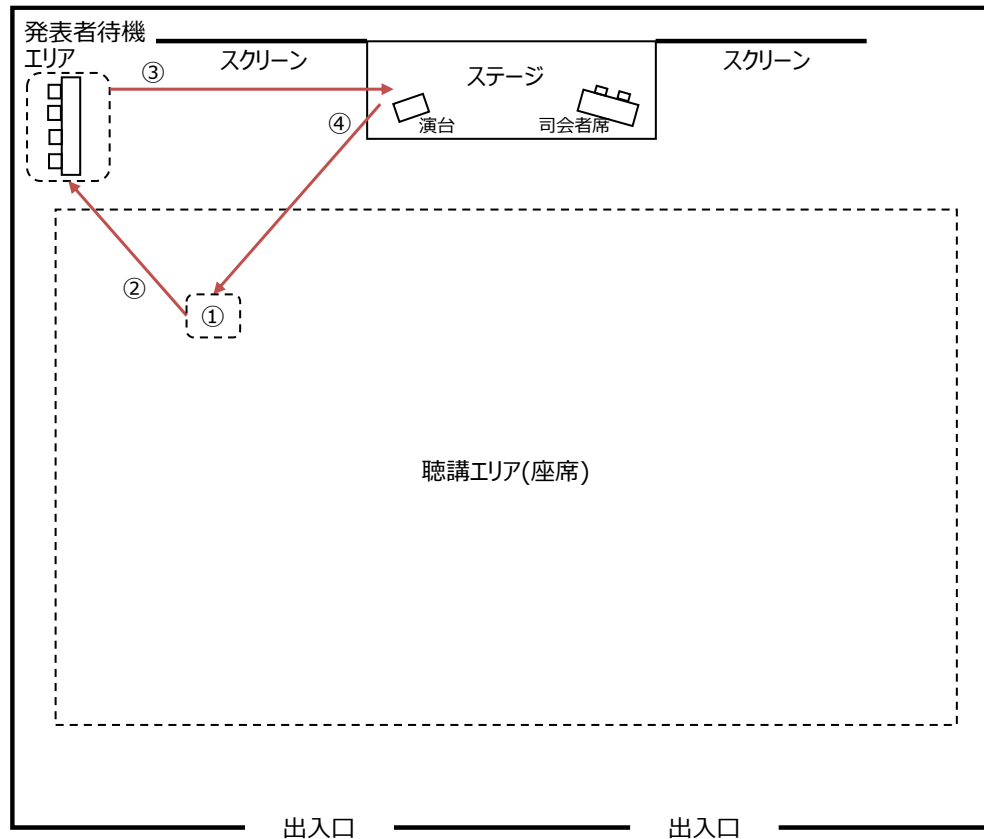 発表者待機
エリア
スクリーン
ステージ
スクリーン
③
④
演台
司会者席
②
①
聴講エリア(座席)
出入口
出入口